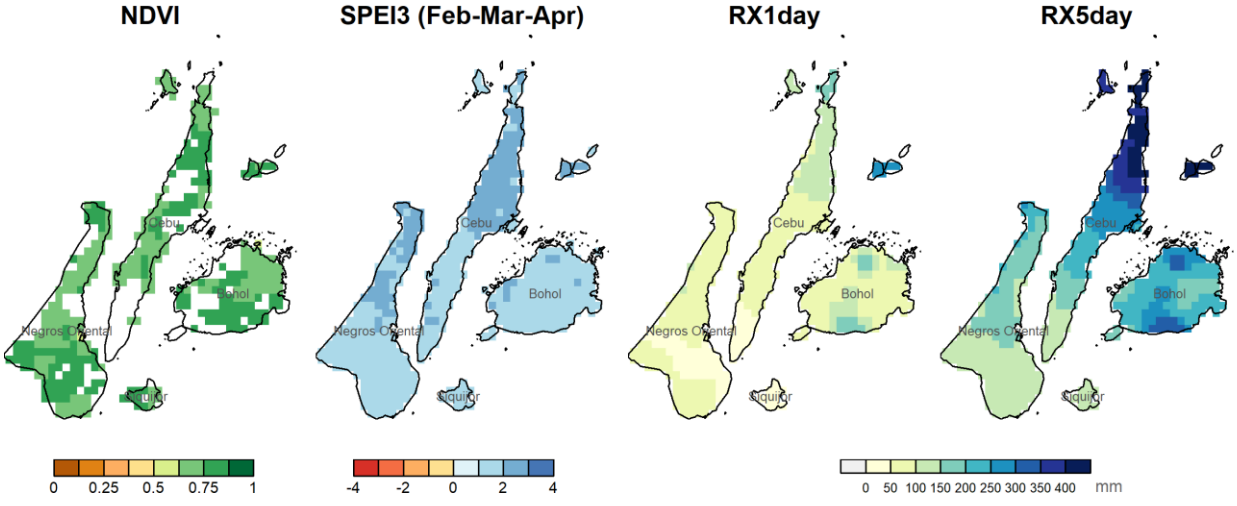 NDVI SPEI3 (Feb-Mar-Apr) RX1day RX5day
Cebu Bohol Negros Oriental Siquijor
Cebu Bohol Negros Oriental Siquijor
Cebu Bohol Negros Oriental Siquijor
Cebu Bohol Negros Oriental Siquijor
0 0.25 0.5 0.75 1
-4 -2 0 2 4
0 50 100 150 200 250 300 350 400 mm